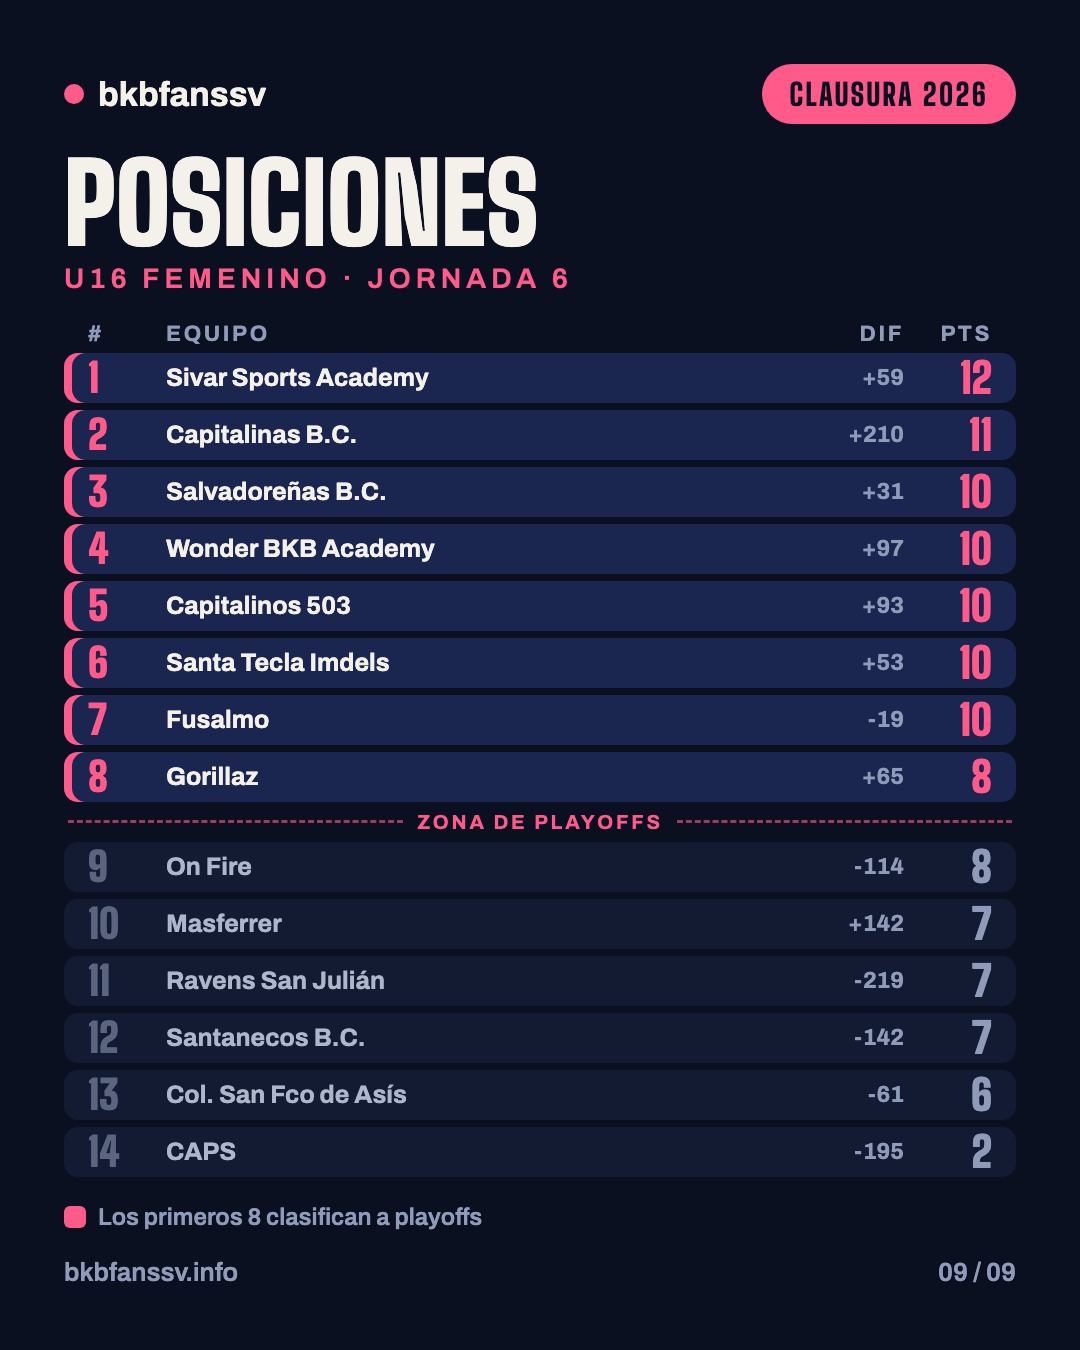 bkbfanssv
CLAUSURA 2026
POSICIONES
U16 FEMENINO · JORNADA 6
# EQUIPO DIF PTS
1 Sivar Sports Academy +59 12
2 Capitalinas B.C. +210 11
3 Salvadoreñas B.C. +31 10
4 Wonder BKB Academy +97 10
5 Capitalinos 503 +93 10
6 Santa Tecla Imdels +53 10
7 Fusalmo -19 10
8 Gorillaz +65 8
ZONA DE PLAYOFFS
9 On Fire -114 8
10 Masferrer +142 7
11 Ravens San Julián -219 7
12 Santanecos B.C. -142 7
13 Col. San Fco de Asís -61 6
14 CAPS -195 2
Los primeros 8 clasifican a playoffs
bkbfanssv.info
09 / 09